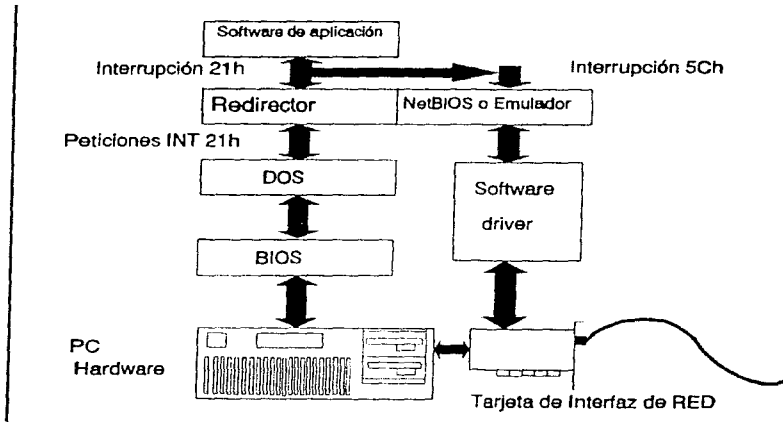 Software de aplicación
Interrupción 21h
Interrupción 5Ch
Redirector
NetBIOS o Emulador
Peticiones INT 21h
DOS
Software
driver
BIOS
PC
Hardware
Tarjeta de Interfaz de RED